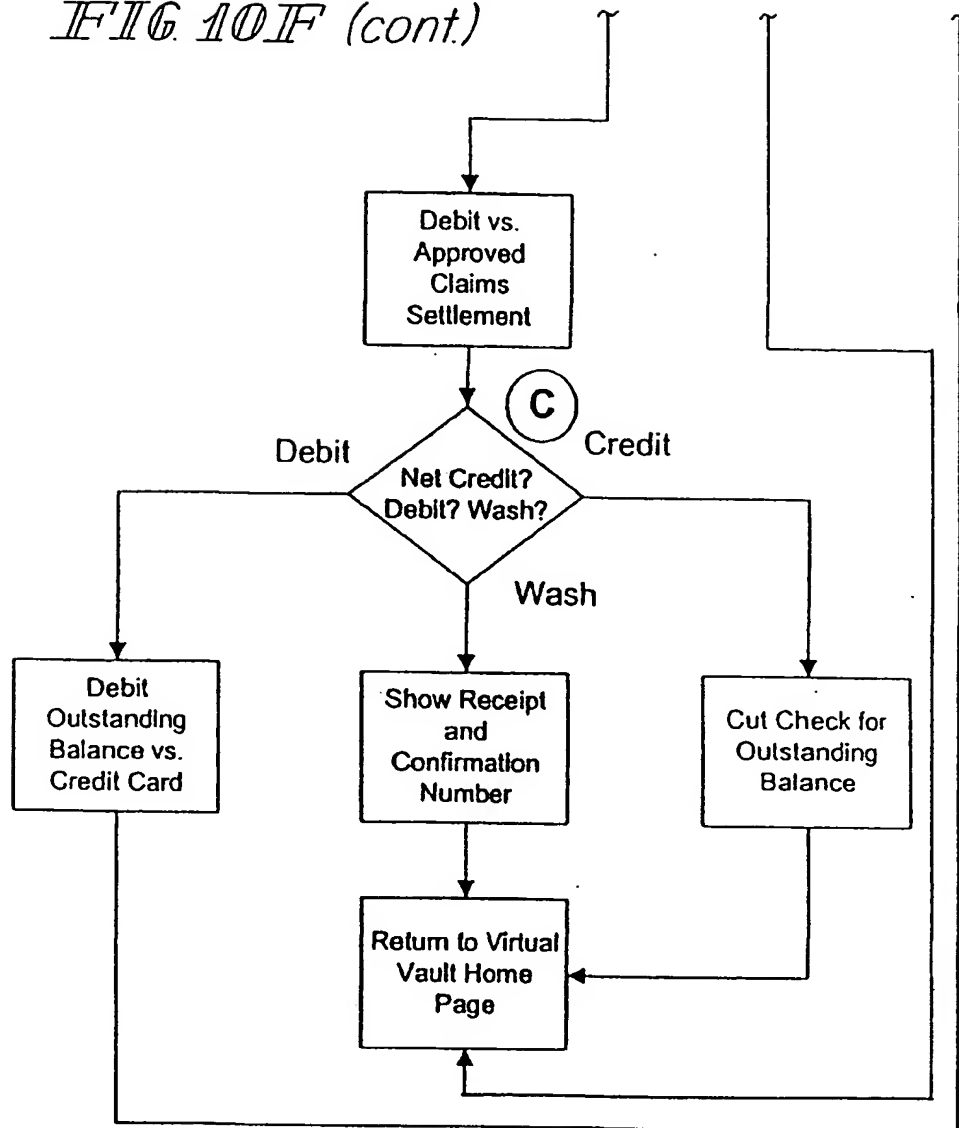 FIG. 10F (cont.)
Debit vs.
Approved
Claims
Settlement
C
Debit
Credit
Net Credit?
Debit? Wash?
Wash
Debit
Outstanding
Balance vs.
Credit Card
Show Receipt
and
Confirmation
Number
Cut Check for
Outstanding
Balance
Return to Virtual
Vault Home
Page